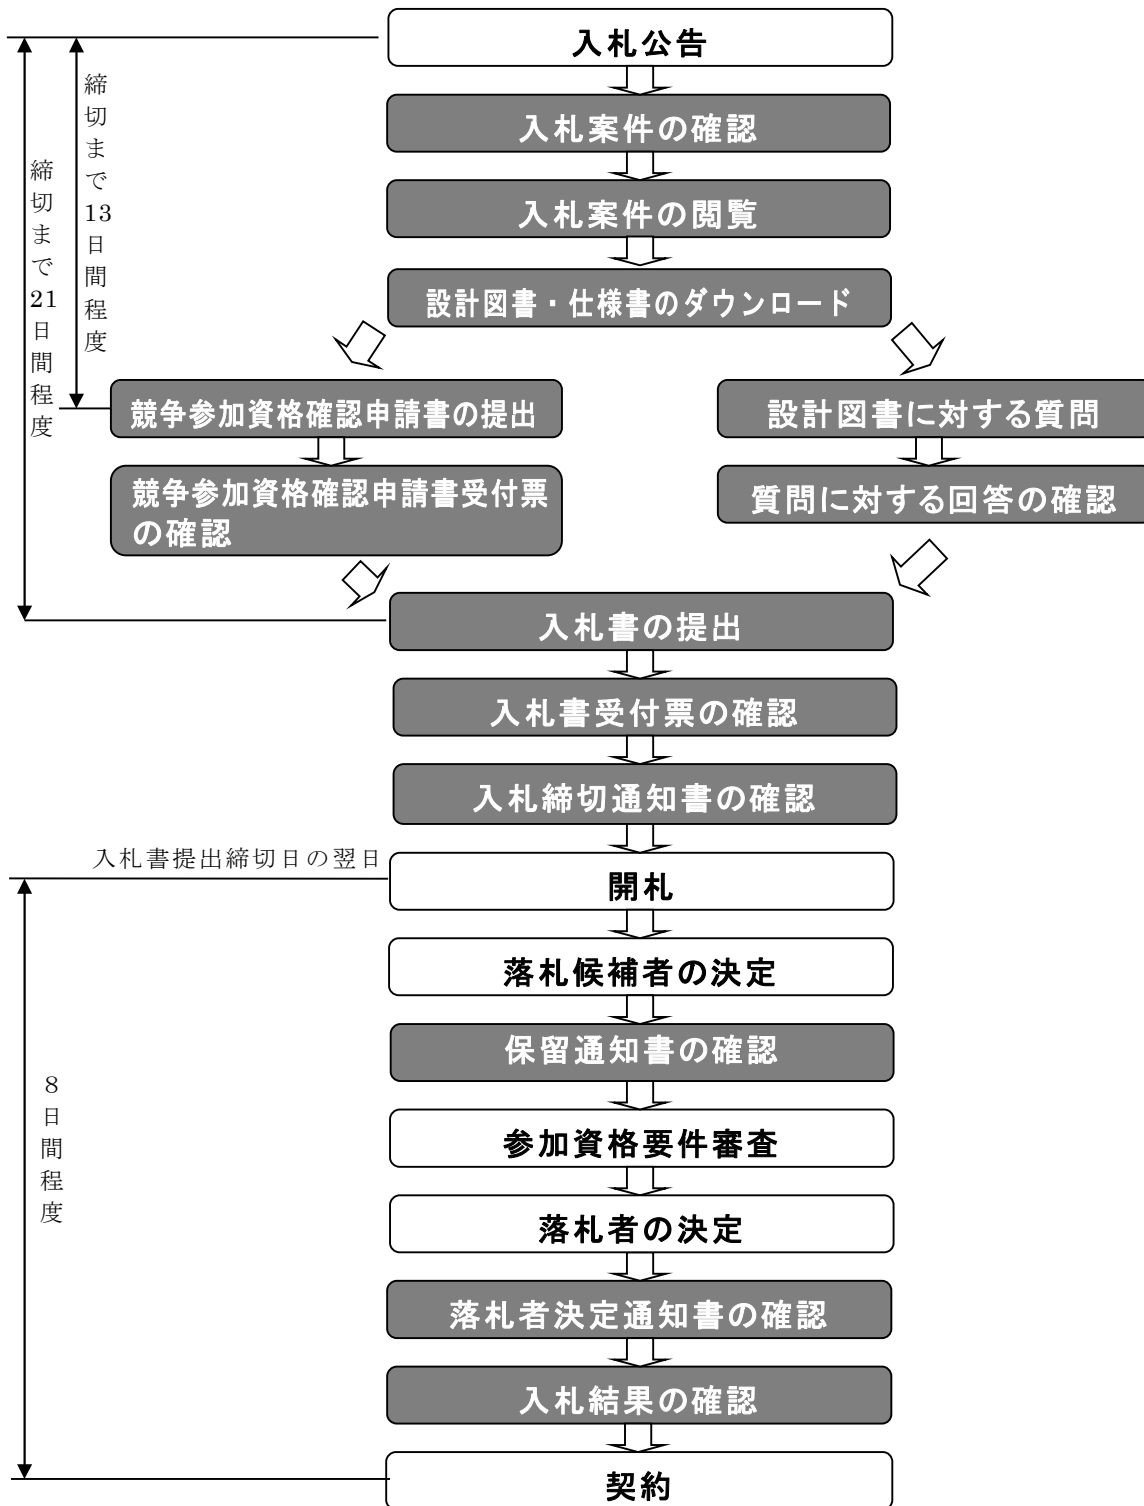 入札公告
締切まで13日間程度
締切まで21日間程度
入札案件の確認
入札案件の閲覧
設計図書・仕様書のダウンロード
競争参加資格確認申請書の提出
設計図書に対する質問
競争参加資格確認申請書受付票
の確認
質問に対する回答の確認
入札書の提出
入札書受付票の確認
入札締切通知書の確認
入札書提出締切日の翌日
開札
落札候補者の決定
保留通知書の確認
8日間程度
参加資格要件審査
落札者の決定
落札者決定通知書の確認
入札結果の確認
契約